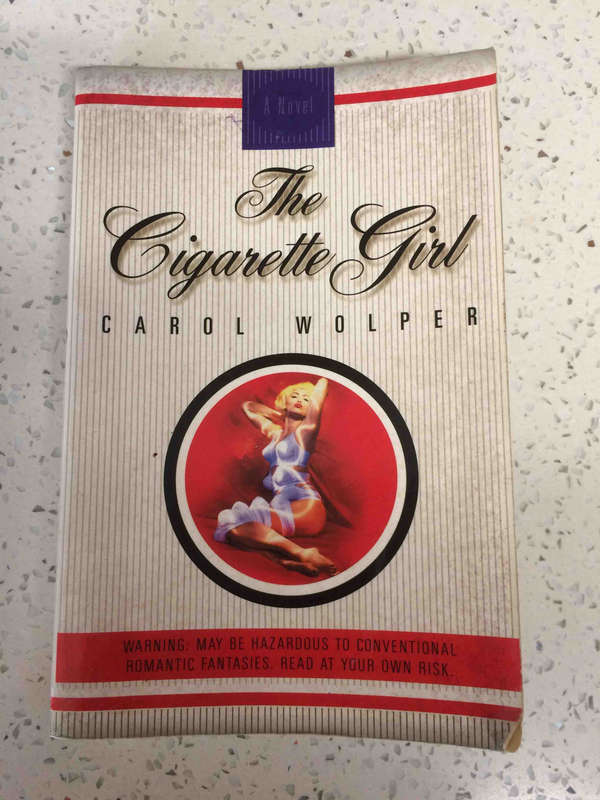 A Novel
The
Cigarette Girl
CAROL WOLPER
WARNING: MAY BE HAZARDOUS TO CONVENTIONAL
ROMANTIC FANTASIES. READ AT YOUR OWN RISK.